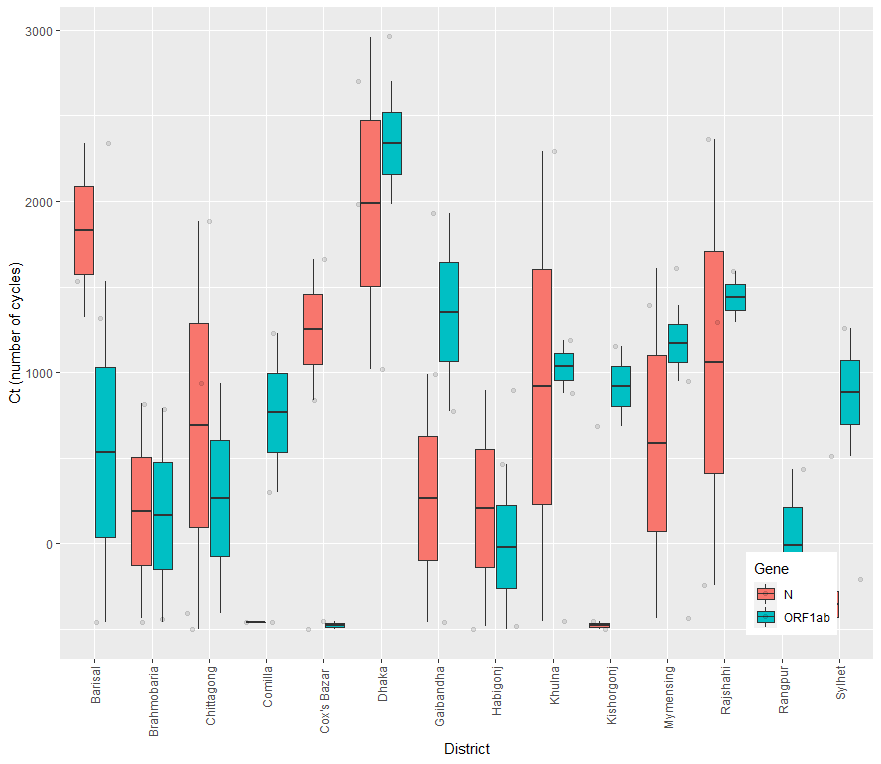 3000
2000
1000
0
Ct (number of cycles)
Gene
N
ORF1ab
Barisal
Brahmobaria
Chittagong
Comilla
Cox's Bazar
Dhaka
Gaibandha
Habigonj
Khulna
Kishorgonj
Mymensing
Rajshahi
Rangpur
Sylhet
District